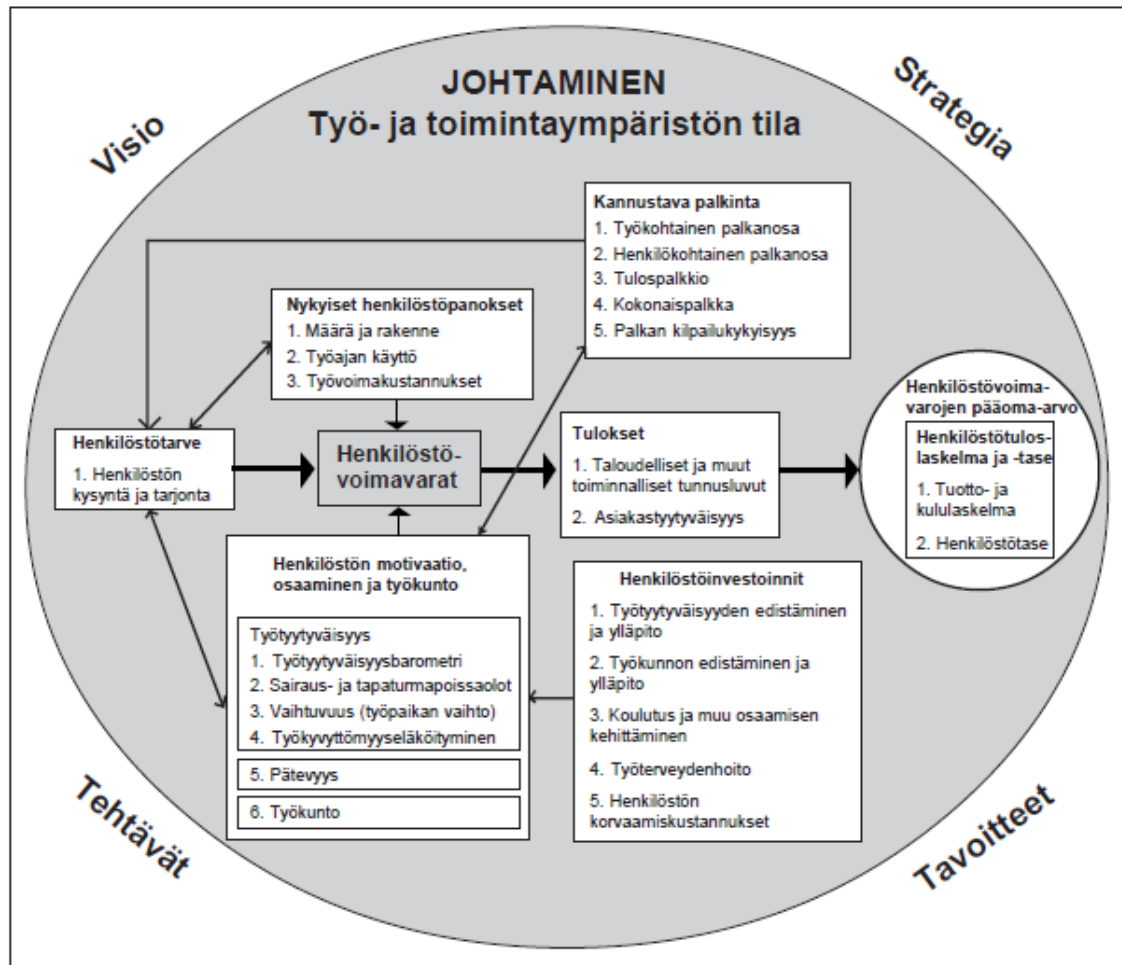 JOHTAMINEN
Työ- ja toimintaympäristön tila
Visio
Strategia
Kannustava palkinta
1. Työkohtainen palkanosa
2. Henkilökohtainen palkanosa
3. Tulospalkkio
4. Kokonaispalkka
5. Palkan kilpailukykyisyys
Nykyiset henkilöstöpanokset
1. Määrä ja rakenne
2. Työajan käyttö
3. Työvoimakustannukset
Henkilöstötarve
1. Henkilöstön
kysyntä ja tarjonta
Henkilöstö-
voimavarat
Tulokset
1. Taloudelliset ja muut
toiminnalliset tunnusluvut
2. Asiakastyytyväisyys
Henkilöstövoima-
varojen pääoma-arvo
Henkilöstötulos-
laskelma ja -tase
1. Tuotto- ja
kululaskelma
2. Henkilöstötase
Henkilöstön motivaatio,
osaaminen ja työkunto
Työtyytyväisyys
1. Työtyytyväisyysbarometri
2. Sairaus- ja tapaturmapoissaolot
3. Vaihtuvuus (työpaikan vaihto)
4. Työkyvyttömyyseläköityminen
5. Pätevyys
6. Työkunto
Henkilöstöinvestoinnit
1. Työtyytyväisyyden edistäminen
ja ylläpito
2. Työkunnon edistäminen ja
ylläpito
3. Koulutus ja muu osaamisen
kehittäminen
4. Työterveydenhoito
5. Henkilöstön
korvaamiskustannukset
Tehtävät
Tavoitteet